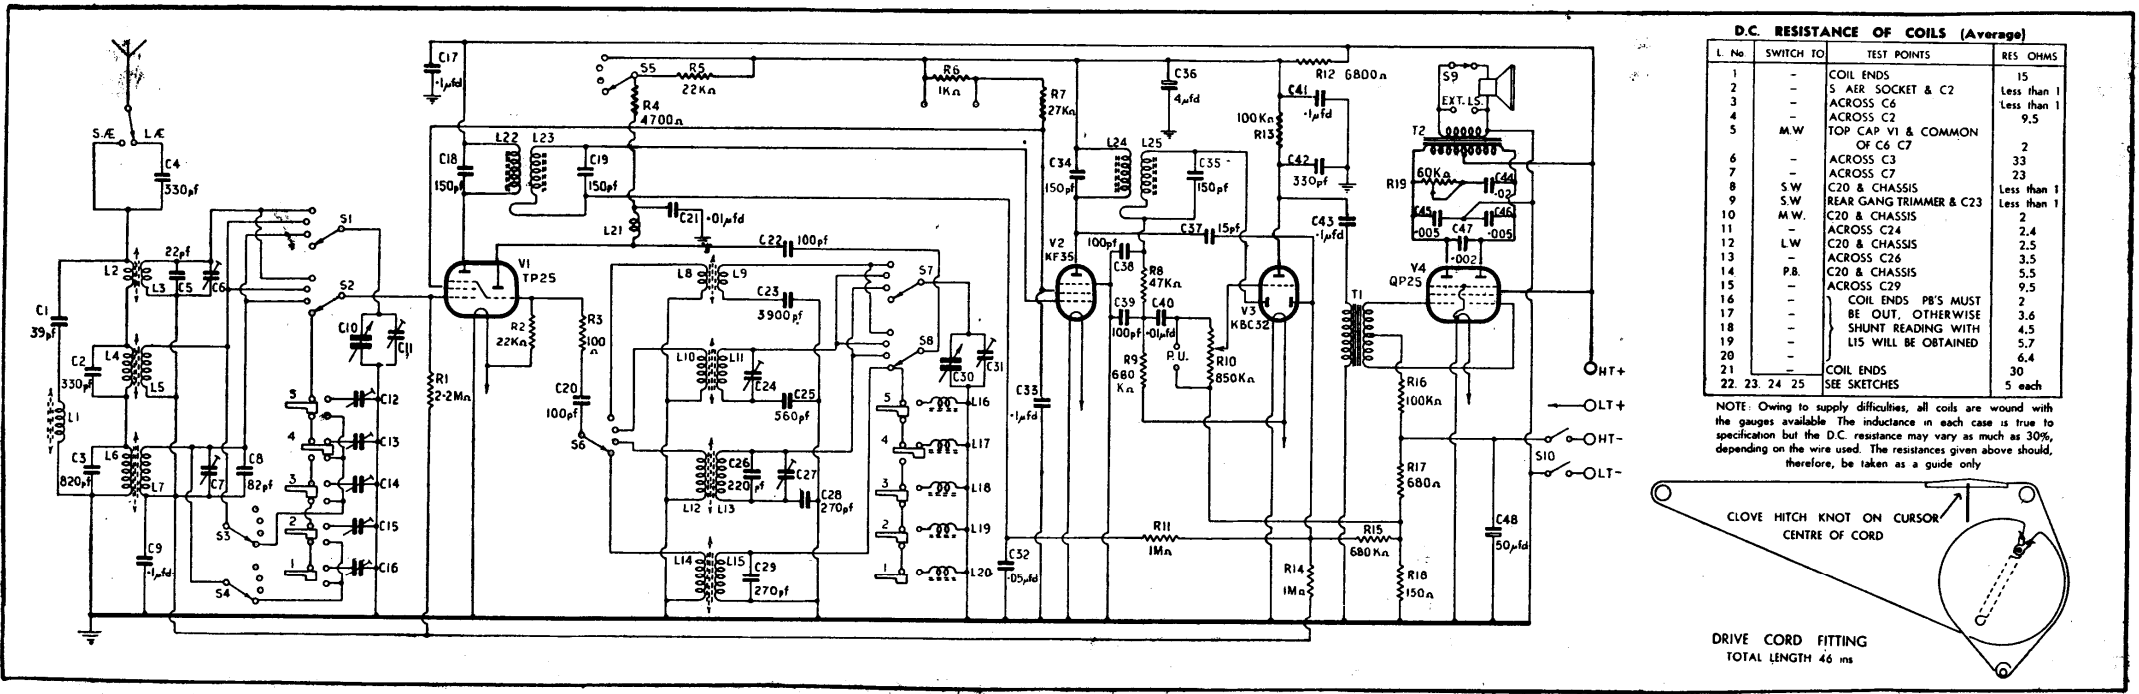 S.Æ
L.Æ
C4
330pf
C17
·1µfd
C18
150pf
L22
L23
C19
150pf
S5
R5
22KΩ
R4
4700Ω
R6
1KΩ
R7
27KΩ
C36
4µfd
R12 6800Ω
C41
·1µfd
100KΩ
R13
C42
330pf
C34
150pf
L24
L25
C35
150pf
C43
·1µfd
S9
EXT. LS.
T2
R19
60KΩ
C44
·02
C45
·005
C46
·005
C47
·002
V4
QP25
T1
S1
S2
22pf
C5
C6
L2
L3
C1
39pf
C2
330pf
L4
L5
L1
C3
820pf
L6
L7
C7
C8
82pf
C9
·1µfd
S3
S4
C10
C11
5
4
3
2
1
C12
C13
C14
C15
C16
R1
2·2MΩ
V1
TP25
R2
22KΩ
R3
100
Ω
C20
100pf
S6
L21
C21
·01µfd
C22
100pf
L8
L9
C23
3900pf
L10
L11
C24
C25
560pf
L12
L13
C26
220pf
C27
C28
270pf
L14
L15
C29
270pf
S7
S8
C30
C31
5
4
3
2
1
L16
L17
L18
L19
L20
C32
·05µfd
C33
·1µfd
V2
KF35
100pf
C38
C37
15pf
R8
47KΩ
C39
100pf
C40
·01µfd
R9
680
KΩ
P.U.
R10
850KΩ
V3
KBC32
R11
1MΩ
R14
1MΩ
R15
680KΩ
R16
100KΩ
R17
680Ω
R18
150Ω
C48
50µfd
S10
HT+
LT+
HT-
LT-
D.C. RESISTANCE OF COILS (Average)
L. No SWITCH TO TEST POINTS RES OHMS
1 - COIL ENDS 15
2 - S AER SOCKET & C2 Less than 1
3 - ACROSS C6 Less than 1
4 - ACROSS C2 9.5
5 M.W TOP CAP V1 & COMMON
OF C6 C7 2
6 - ACROSS C3 33
7 - ACROSS C7 23
8 S.W C20 & CHASSIS Less than 1
9 S.W REAR GANG TRIMMER & C23 Less than 1
10 M.W. C20 & CHASSIS 2
11 - ACROSS C24 2.4
12 L.W C20 & CHASSIS 2.5
13 - ACROSS C26 3.5
14 P.B. C20 & CHASSIS 5.5
15 - ACROSS C29 9.5
16 - COIL ENDS PB'S MUST 2
17 - BE OUT, OTHERWISE 3.6
18 - SHUNT READING WITH 4.5
19 - L15 WILL BE OBTAINED 5.7
20 - 6.4
21 - COIL ENDS 30
22. 23. 24 25 SEE SKETCHES 5 each
NOTE: Owing to supply difficulties, all coils are wound with
the gauges available The inductance in each case is true to
specification but the D.C. resistance may vary as much as 30%,
depending on the wire used. The resistances given above should,
therefore, be taken as a guide only
CLOVE HITCH KNOT ON CURSOR
CENTRE OF CORD
DRIVE CORD FITTING
TOTAL LENGTH 46 ins